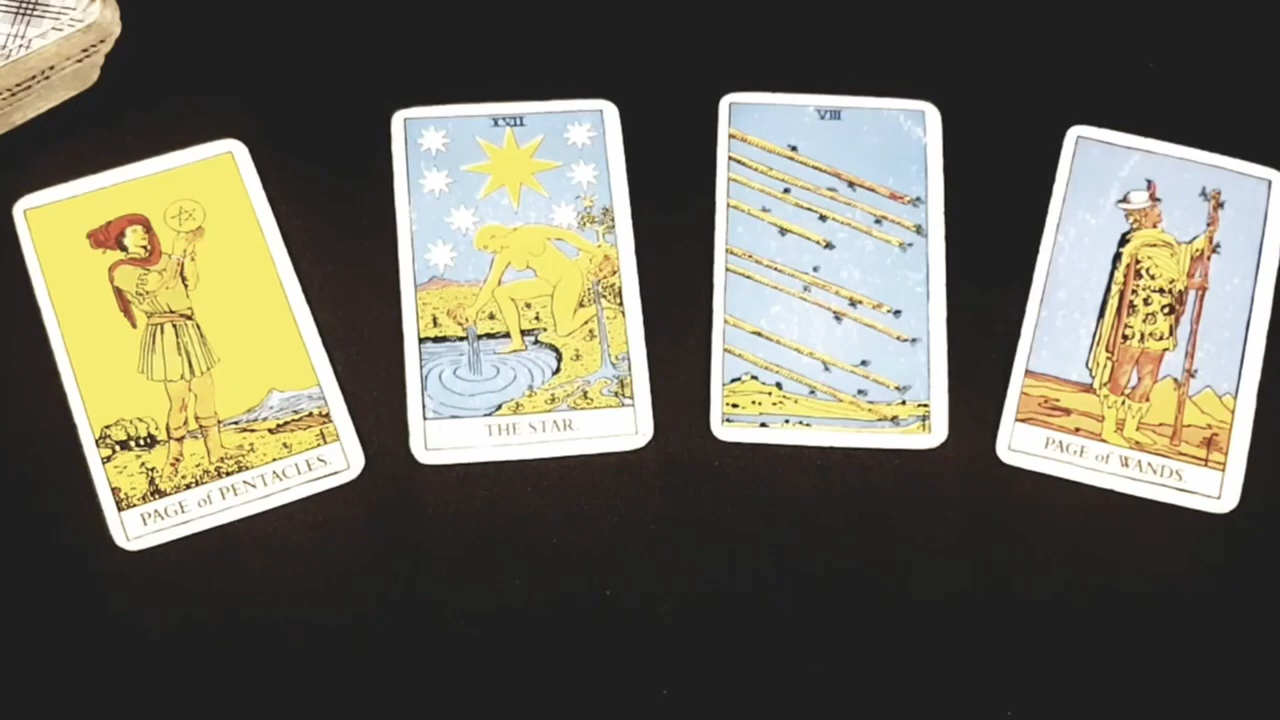 PAGE of PENTACLES.
XVII
THE STAR.
VIII
PAGE of WANDS.